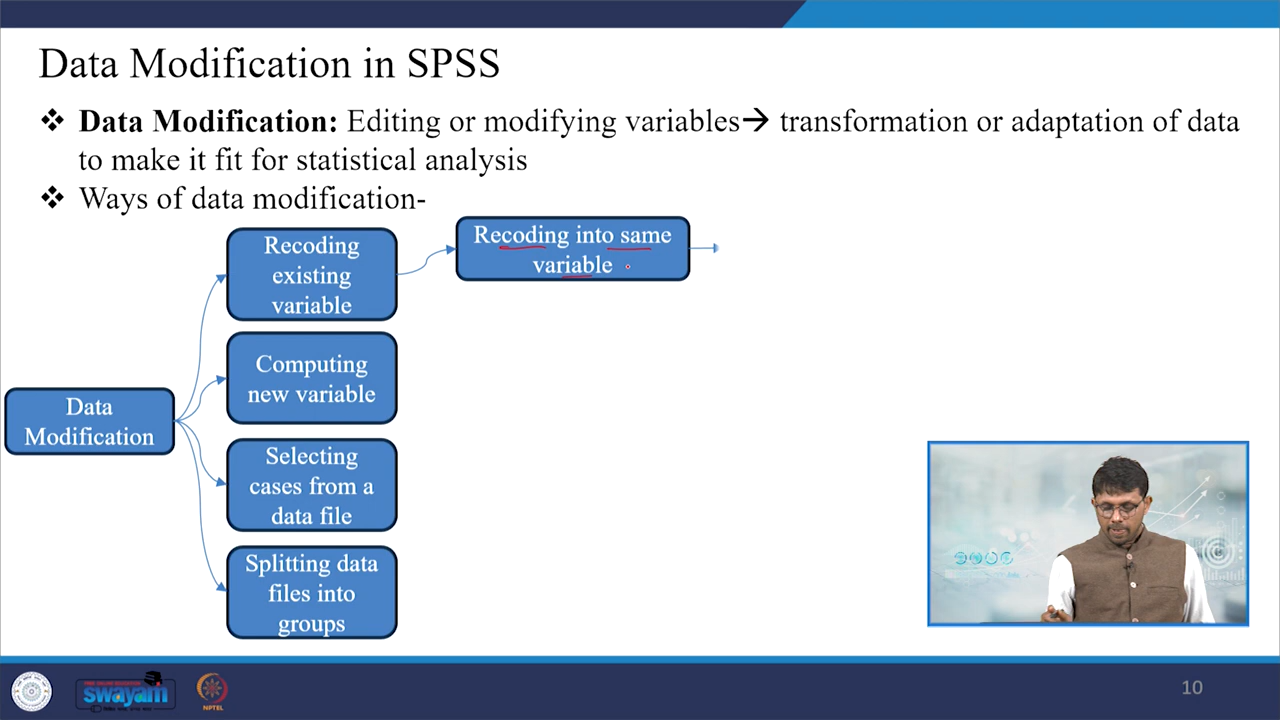 Data Modification in SPSS
❖ Data Modification: Editing or modifying variables→ transformation or adaptation of data
to make it fit for statistical analysis
❖ Ways of data modification-
Recoding into same
variable
Recoding
existing
variable
Computing
new variable
Data
Modification
Selecting
cases from a
data file
Splitting data
files into
groups
swayam
NPTEL
10